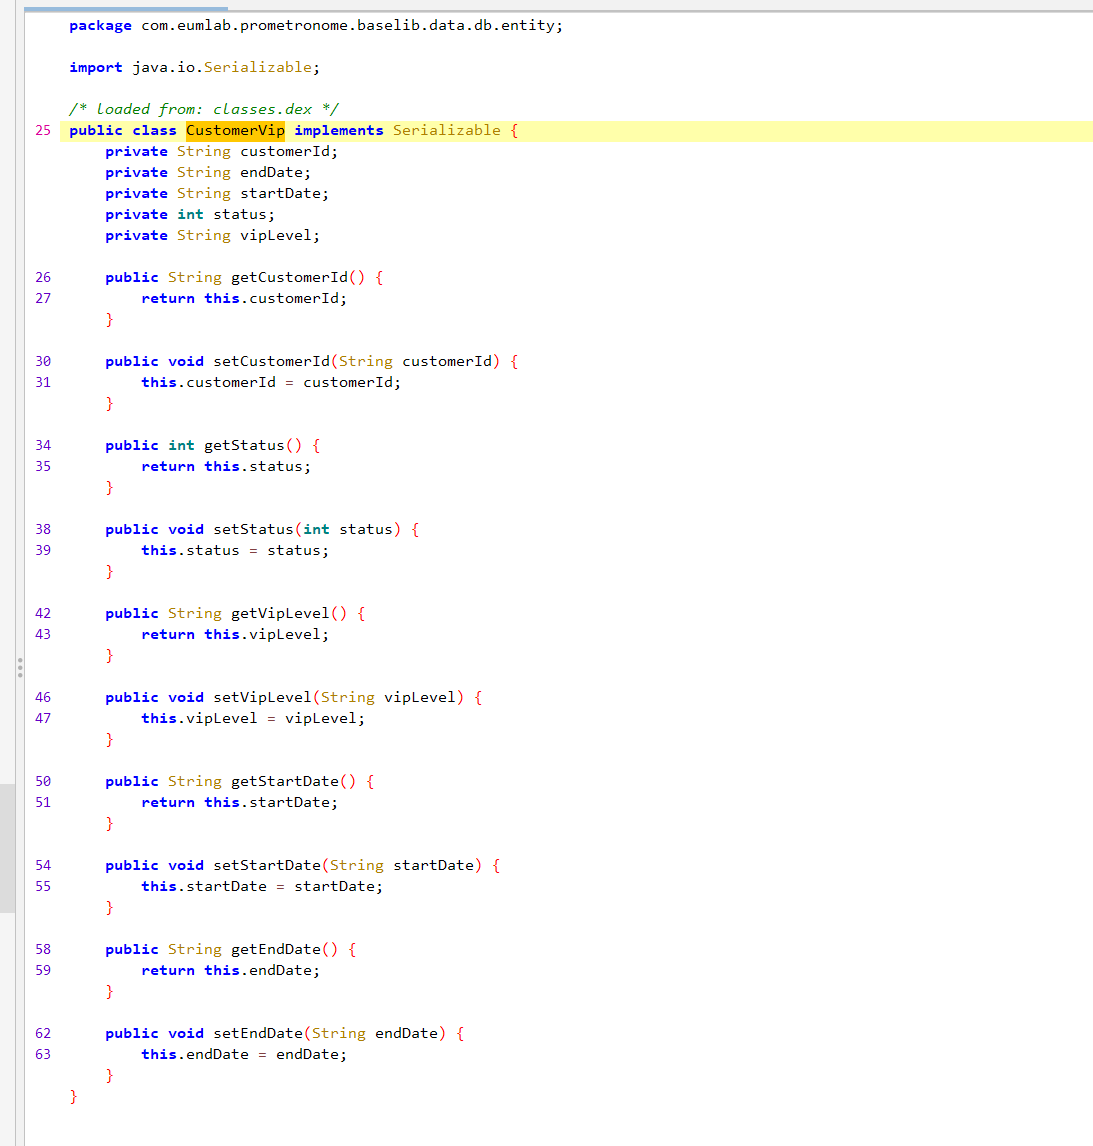 package com.eumlab.prometronome.baselib.data.db.entity;
import java.io.Serializable;
/* loaded from: classes.dex */
25 public class CustomerVip implements Serializable {
private String customerId;
private String endDate;
private String startDate;
private int status;
private String vipLevel;
26 public String getCustomerId() {
27 return this.customerId;
}
30 public void setCustomerId(String customerId) {
31 this.customerId = customerId;
}
34 public int getStatus() {
35 return this.status;
}
38 public void setStatus(int status) {
39 this.status = status;
}
42 public String getVipLevel() {
43 return this.vipLevel;
}
46 public void setVipLevel(String vipLevel) {
47 this.vipLevel = vipLevel;
}
50 public String getStartDate() {
51 return this.startDate;
}
54 public void setStartDate(String startDate) {
55 this.startDate = startDate;
}
58 public String getEndDate() {
59 return this.endDate;
}
62 public void setEndDate(String endDate) {
63 this.endDate = endDate;
}
}